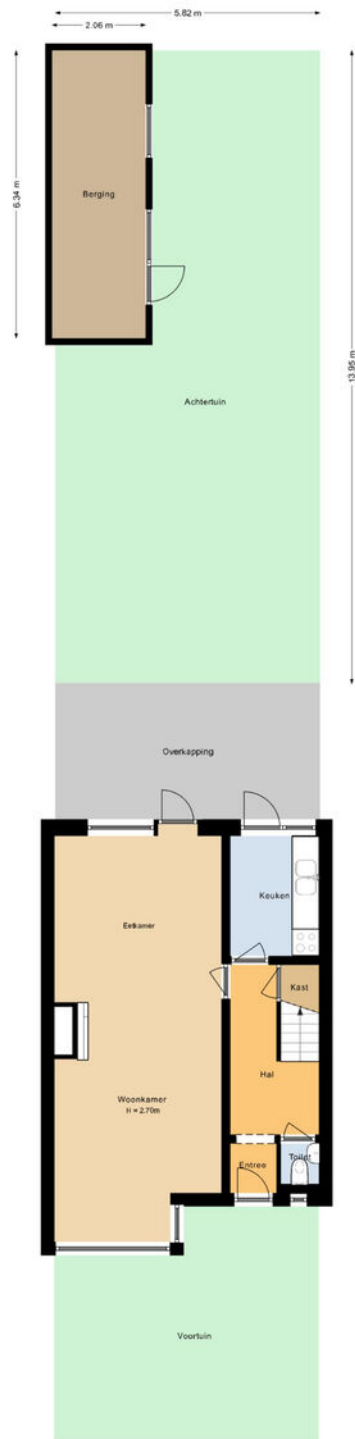 5.82 m
2.06 m
6.34 m
Berging
13.95 m
Achtertuin
Overkapping
Keuken
Eetkamer
Kast
Hal
Woonkamer
H = 2.70m
Toilet
Entree
Voortuin